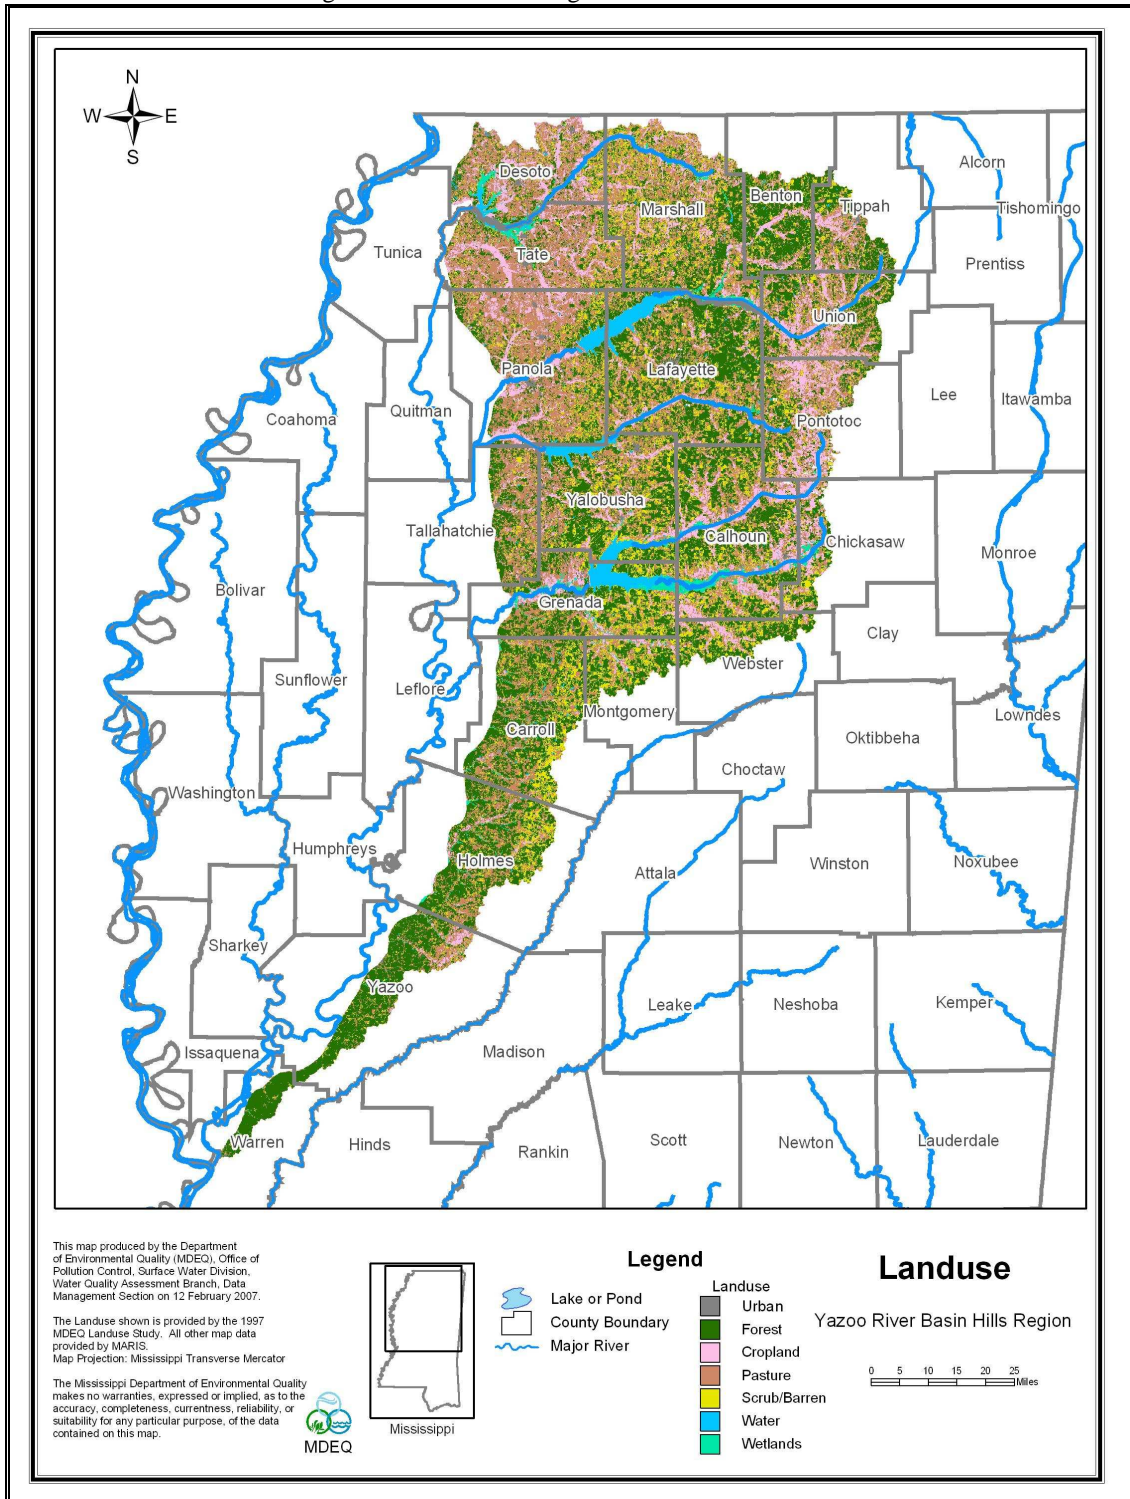 N
W E
S
Alcorn
Desoto
Benton
Tippah
Marshall
Tishomingo
Tunica
Tate
Prentiss
Union
Panola
Lafayette
Lee
Itawamba
Quitman
Coahoma
Pontotoc
Yalobusha
Tallahatchie
Calhoun
Chickasaw
Monroe
Bolivar
Grenada
Clay
Webster
Sunflower
Leflore
Montgomery
Lowndes
Carroll
Oktibbeha
Choctaw
Washington
Humphreys
Holmes
Winston
Noxubee
Attala
Sharkey
Yazoo
Leake
Neshoba
Kemper
Issaquena
Madison
Warren
Hinds
Rankin
Scott
Newton
Lauderdale
This map produced by the Department
of Environmental Quality (MDEQ), Office of
Pollution Control, Surface Water Division,
Water Quality Assessment Branch, Data
Management Section on 12 February 2007.
The Landuse shown is provided by the 1997
MDEQ Landuse Study. All other map data
provided by MARIS.
Map Projection: Mississippi Transverse Mercator
The Mississippi Department of Environmental Quality
makes no warranties, expressed or implied, as to the
accuracy, completeness, currentness, reliability, or
suitability for any particular purpose, of the data
contained on this map.
MDEQ
Mississippi
Legend
Lake or Pond
County Boundary
Major River
Landuse
Urban
Forest
Cropland
Pasture
Scrub/Barren
Water
Wetlands
Landuse
Yazoo River Basin Hills Region
0 5 10 15 20 25
Miles